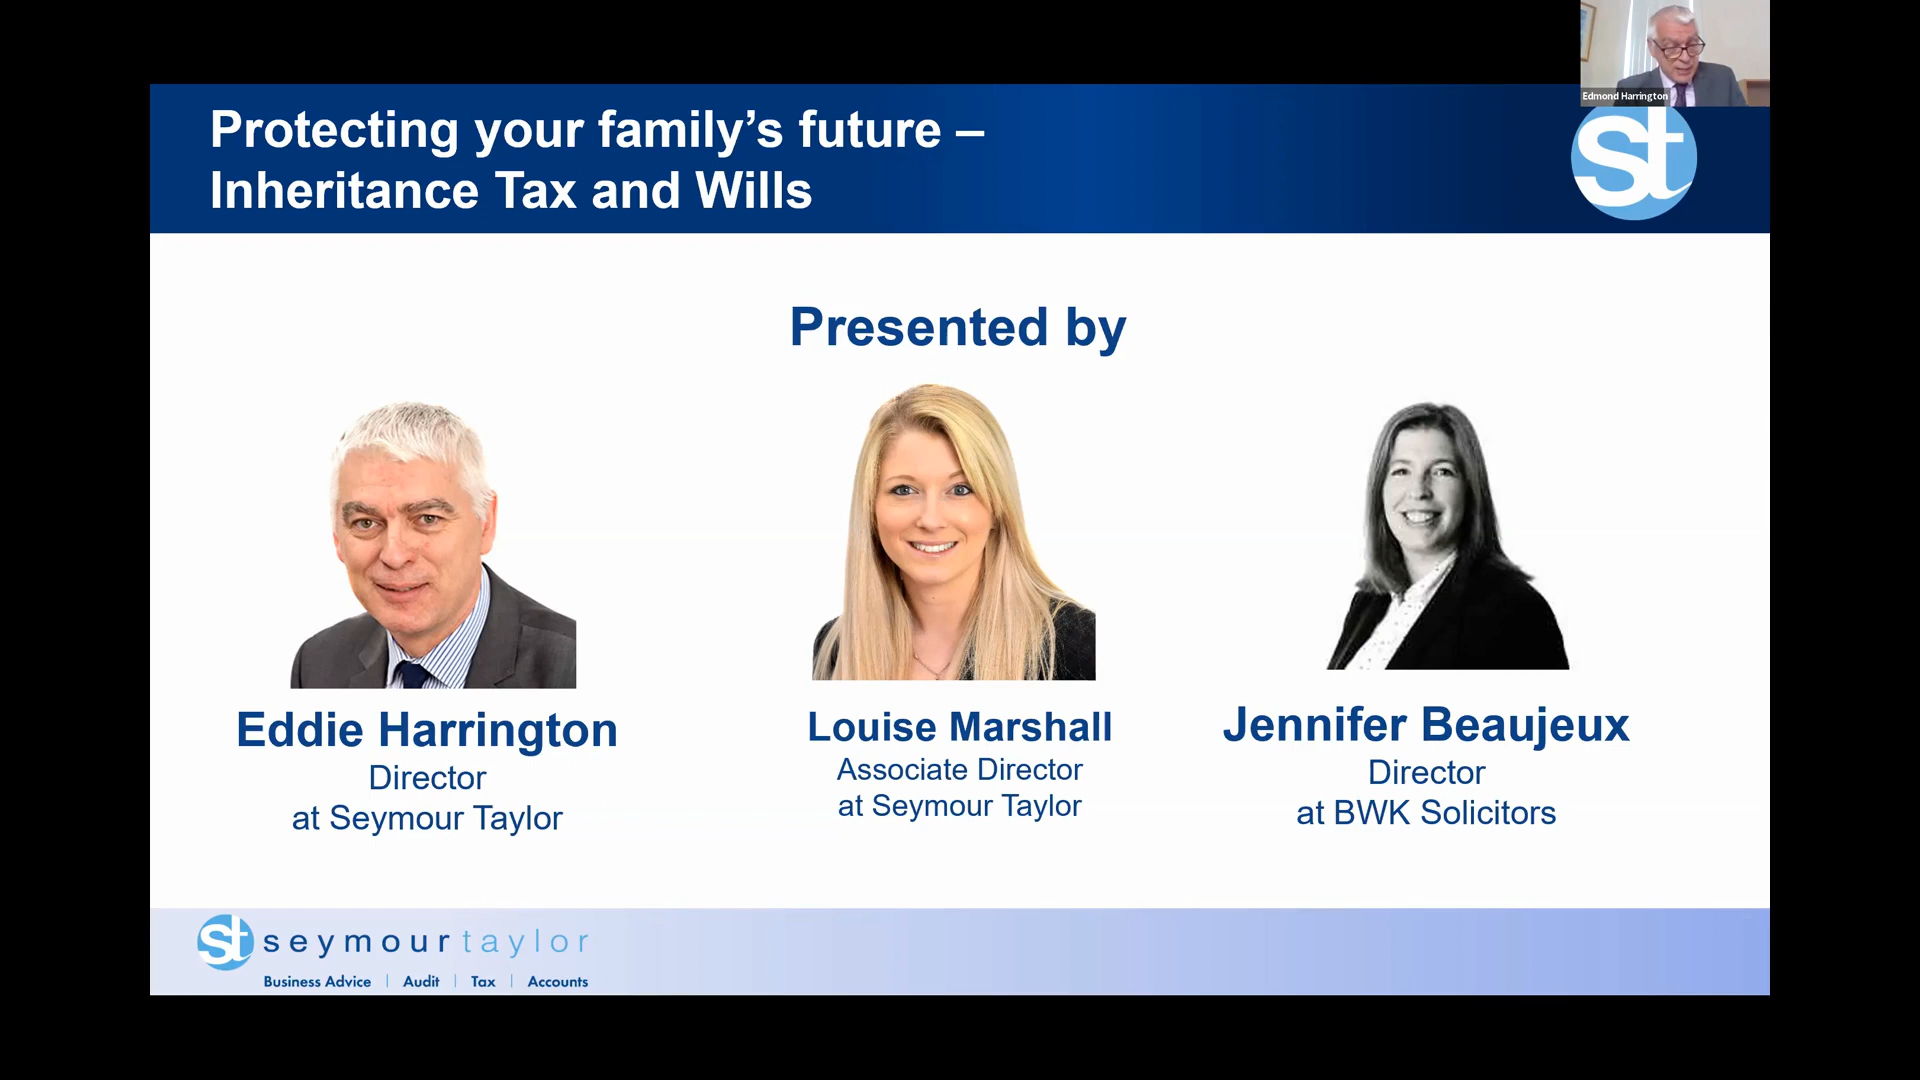 Edmond Harrington
Protecting your family’s future –
Inheritance Tax and Wills
st
Presented by
Eddie Harrington
Director
at Seymour Taylor
Louise Marshall
Associate Director
at Seymour Taylor
Jennifer Beaujeux
Director
at BWK Solicitors
st seymourtaylor
Business Advice | Audit | Tax | Accounts